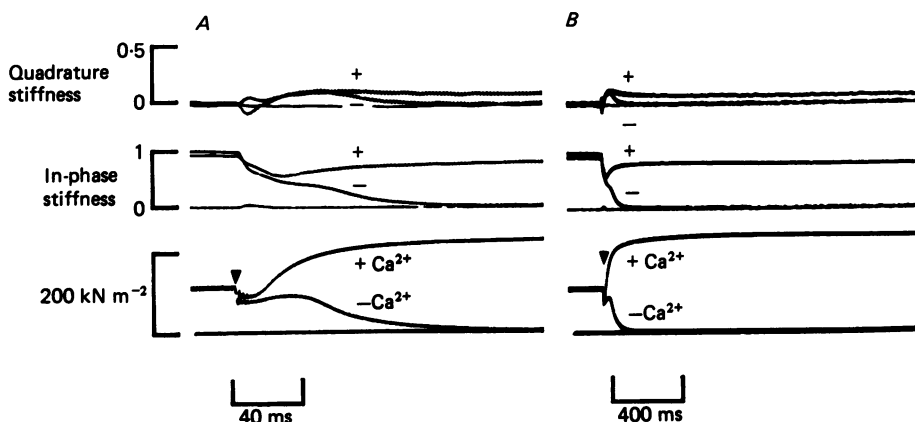 A
B
0·5
Quadrature
stiffness
0
+
−
+
−
1
In-phase
stiffness
0
+
−
+
−
200 kN m⁻²
+ Ca²⁺
−Ca²⁺
+ Ca²⁺
−Ca²⁺
40 ms
400 ms